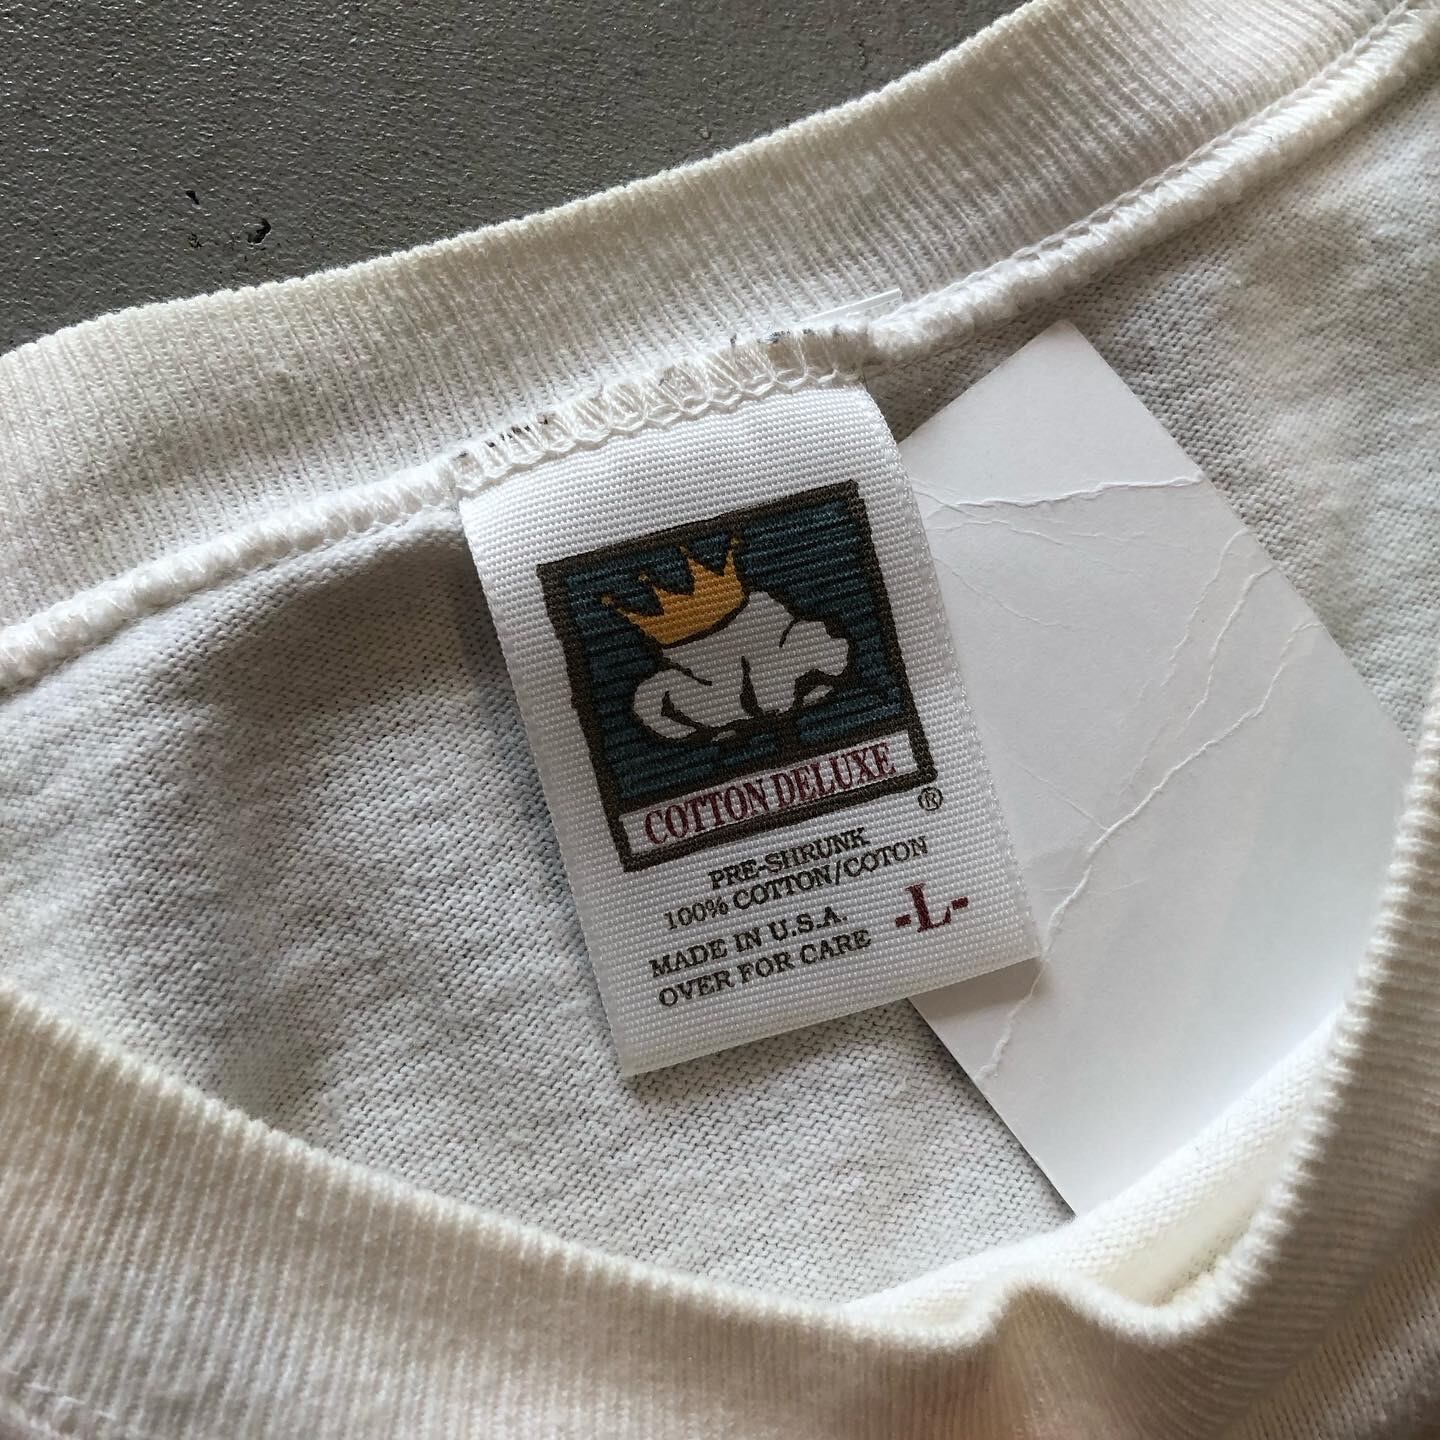 COTTON DELUXE
®
PRE-SHRUNK
100% COTTON/COTON
MADE IN U.S.A.
OVER FOR CARE
-L-